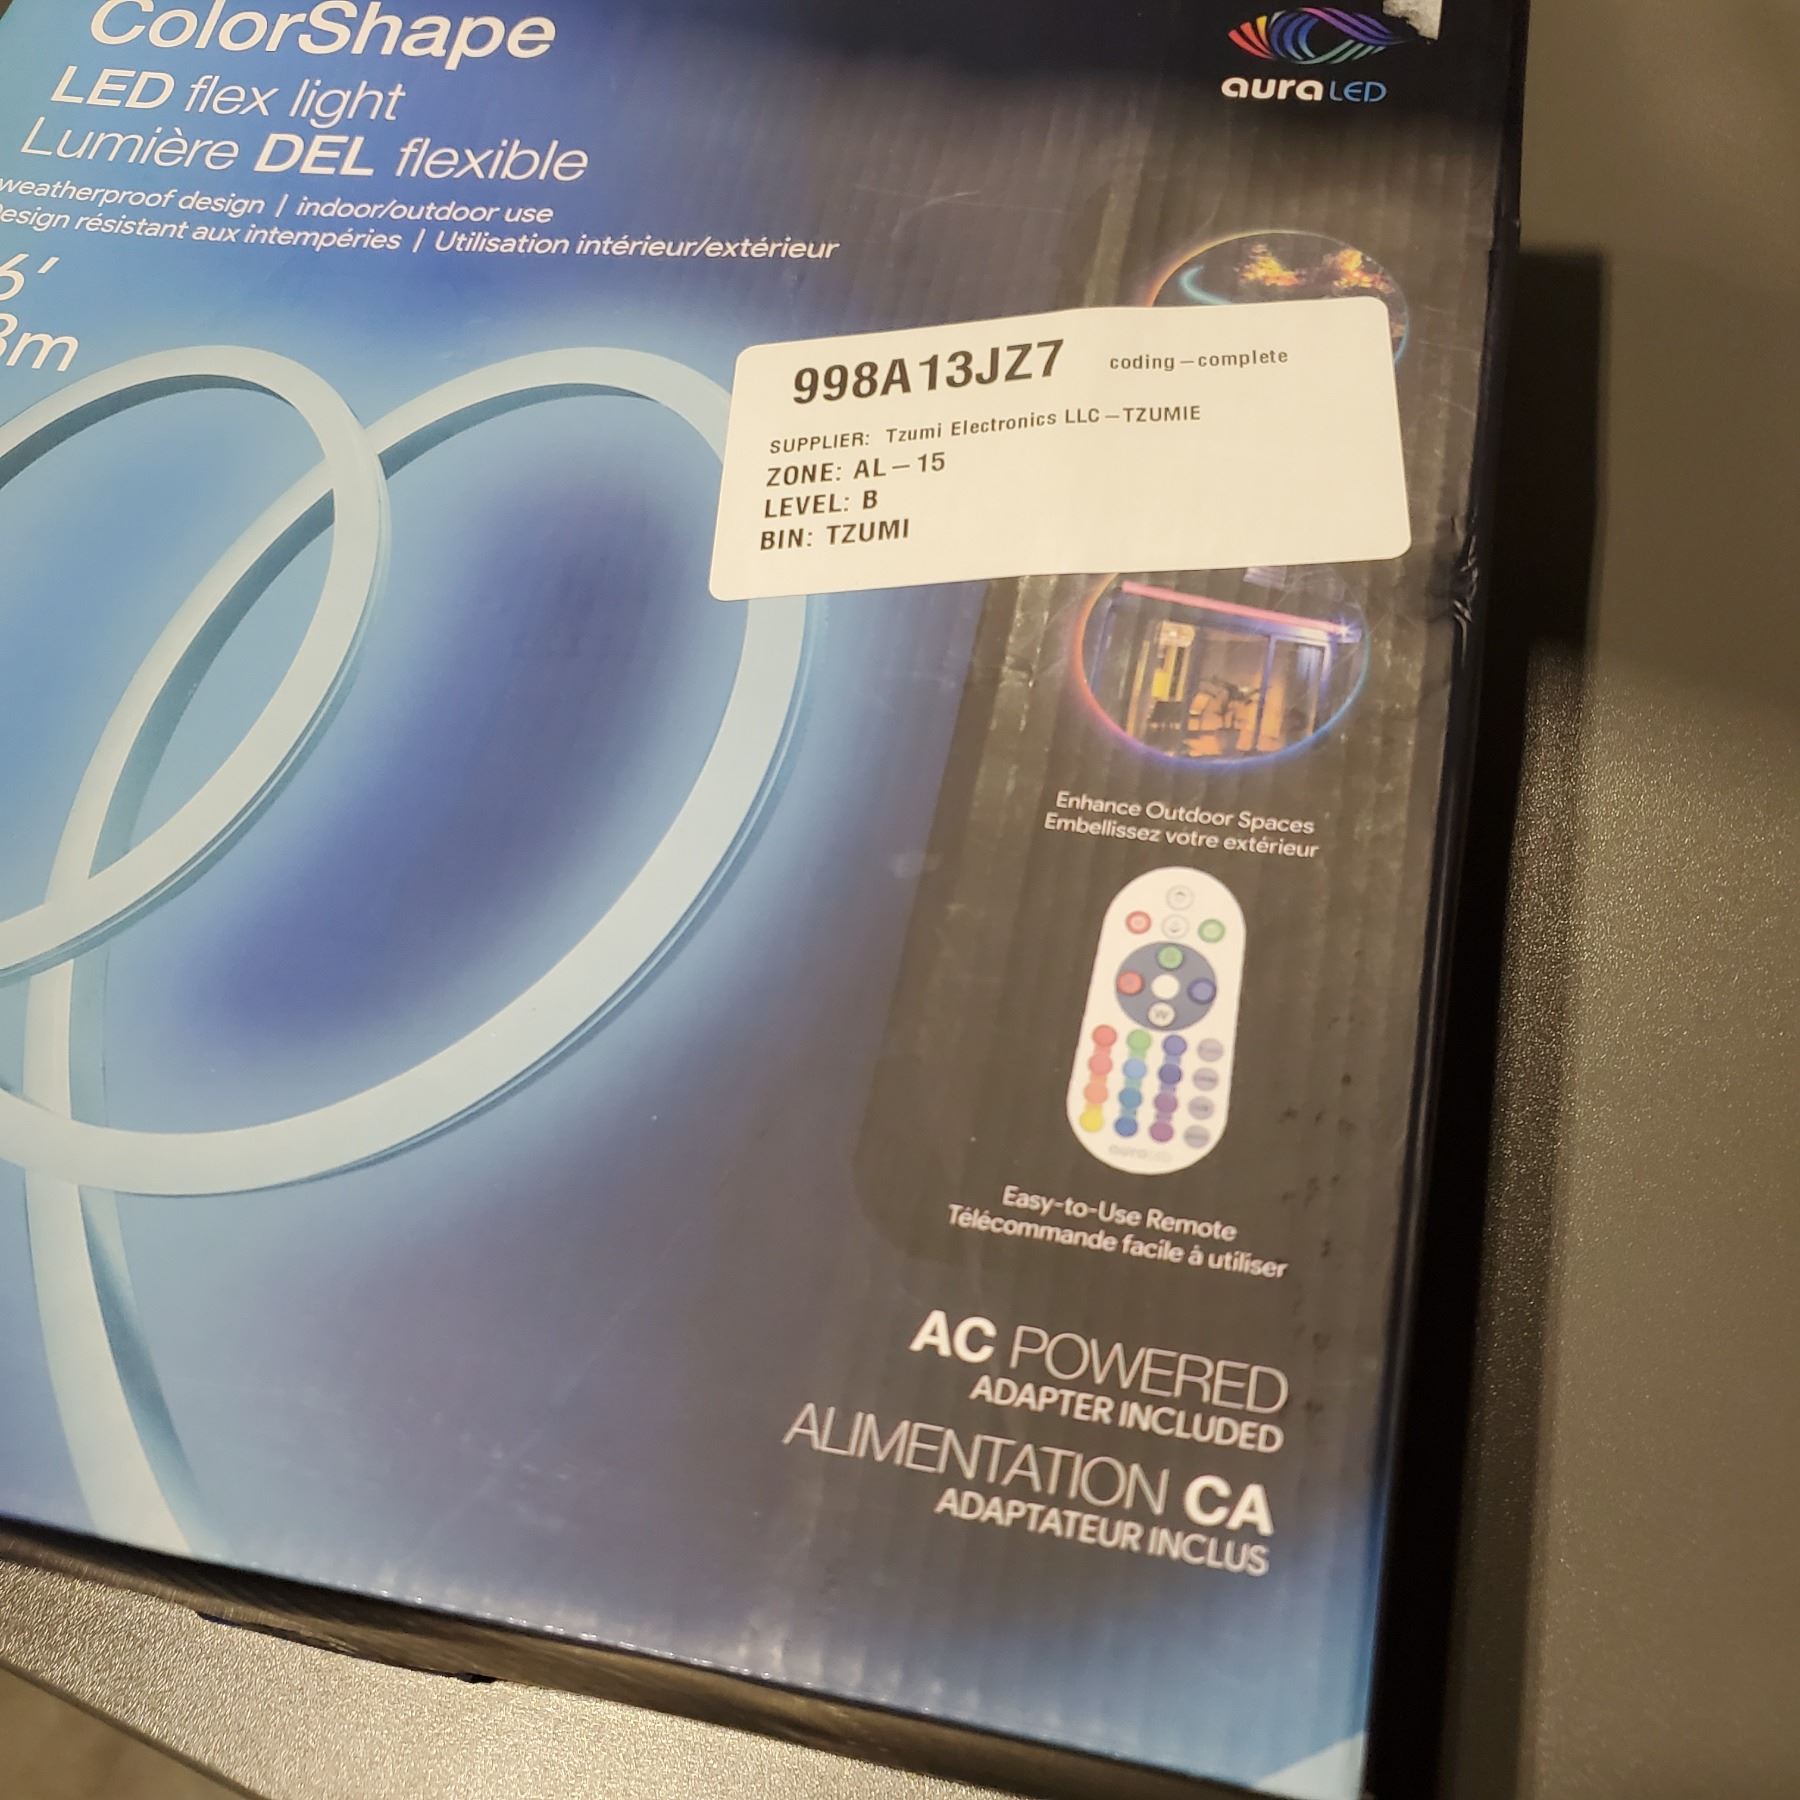 ColorShape
LED flex light
Lumière DEL flexible
weatherproof design | indoor/outdoor use
résistant aux intempéries | Utilisation intérieur/extérieur
6'
m
auraLED
998A13JZ7 coding-complete
SUPPLIER: Tzumi Electronics LLC-TZUMIE
ZONE: AL-15
LEVEL: B
BIN: TZUMI
Enhance Outdoor Spaces
Embellissez votre extérieur
W
auraLED
Easy-to-Use Remote
Télécommande facile à utiliser
AC POWERED
ADAPTER INCLUDED
ALIMENTATION CA
ADAPTATEUR INCLUS